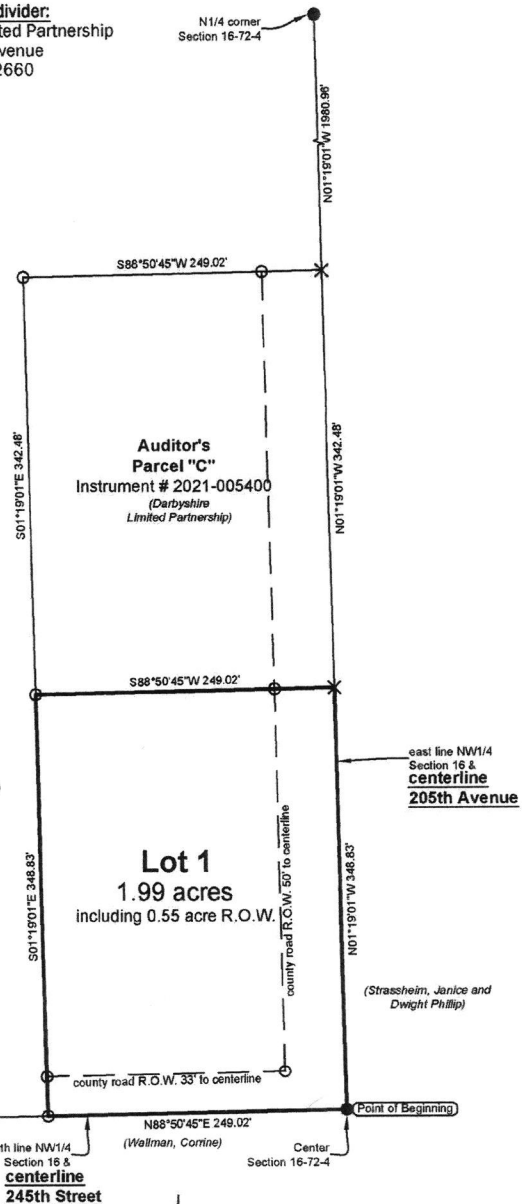 divider:
ted Partnership
venue
2660
N1/4 corner
Section 16-72-4
N01°19'01"W 1980.96'
S88°50'45"W 249.02'
S01°19'01"E 342.48'
N01°19'01"W 342.48'
Auditor's
Parcel "C"
Instrument # 2021-005400
(Darbyshire
Limited Partnership)
S88°50'45"W 249.02'
east line NW1/4
Section 16 &
centerline
205th Avenue
S01°19'01"E 348.83'
Lot 1
1.99 acres
including 0.55 acre R.O.W.
county road R.O.W. 50' to centerline
N01°19'01"W 348.83'
(Strassheim, Janice and
Dwight Phillip)
county road R.O.W. 33' to centerline
Point of Beginning
N88°50'45"E 249.02'
(Wallman, Corrine)
th line NW1/4
Section 16 &
centerline
245th Street
Center
Section 16-72-4